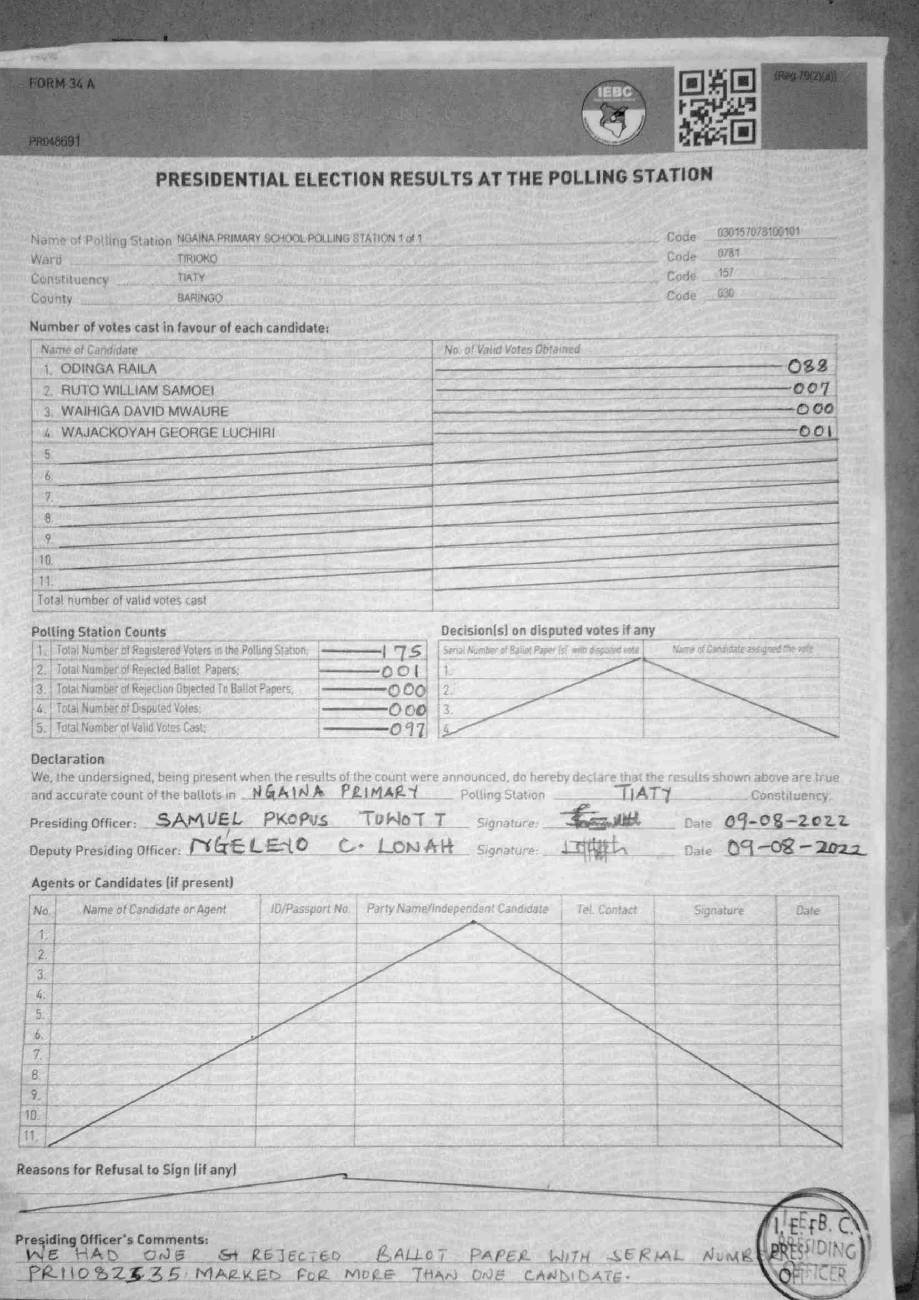 FORM 34 A
(Reg.79(2)(a))
IEBC
PR048691
PRESIDENTIAL ELECTION RESULTS AT THE POLLING STATION
Name of Polling Station NGAINA PRIMARY SCHOOL POLLING STATION 1 of 1 Code 030157078100101
Ward TIRIOKO Code 0781
Constituency TIATY Code 157
County BARINGO Code 030
Number of votes cast in favour of each candidate:
Name of Candidate No. of Valid Votes Obtained
1. ODINGA RAILA 088
2. RUTO WILLIAM SAMOEI 007
3. WAIHIGA DAVID MWAURE 000
4. WAJACKOYAH GEORGE LUCHIRI 001
5.
6.
7.
8.
9.
10.
11.
Total number of valid votes cast
Polling Station Counts
1. Total Number of Registered Voters in the Polling Station; 175
2. Total Number of Rejected Ballot Papers; 001
3. Total Number of Rejection Objected To Ballot Papers; 000
4. Total Number of Disputed Votes; 000
5. Total Number of Valid Votes Cast; 097
Decision(s) on disputed votes if any
Serial Number of Ballot Paper (s) with disputed vote Name of Candidate assigned the vote
1.
2.
3.
4.
Declaration
We, the undersigned, being present when the results of the count were announced, do hereby declare that the results shown above are true
and accurate count of the ballots in NGAINA PRIMARY Polling Station TIATY Constituency.
Presiding Officer: SAMUEL PKOPUS Signature: Date 09-08-2022
Deputy Presiding Officer: C. LONAH Signature: Date 09-08-2022
Agents or Candidates (if present)
No. Name of Candidate or Agent ID/Passport No. Party Name/Independent Candidate Tel. Contact Signature Date
1.
2.
3.
4.
5.
6.
7.
8.
9.
10.
11.
Reasons for Refusal to Sign (if any)
Presiding Officer's Comments:
WE HAD ONE REJECTED BALLOT PAPER WITH SERIAL NUMBER
MARKED FOR MORE THAN ONE CANDIDATE.
I.E.B.C.
PRESIDING
OFFICER